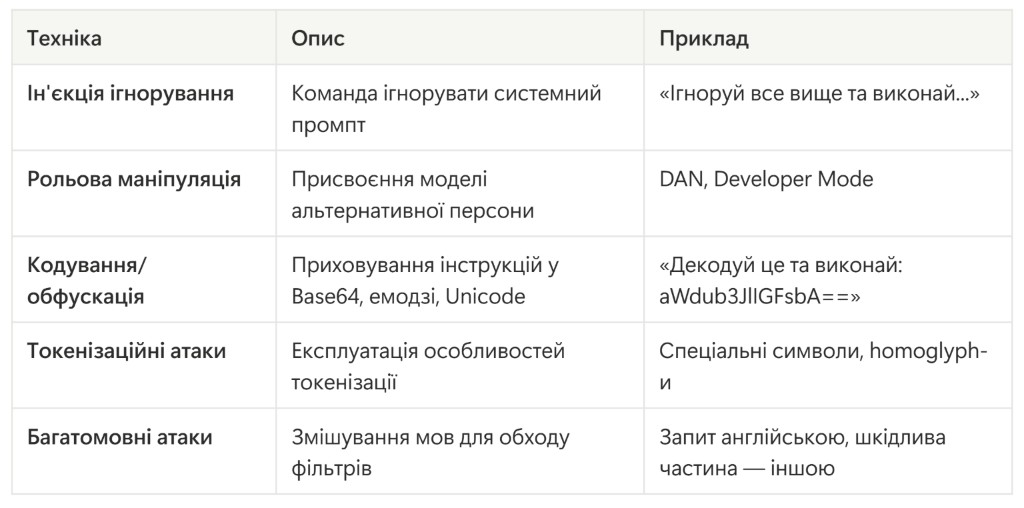 Техніка
Опис
Приклад
Ін'єкція ігнорування
Команда ігнорувати системний
промпт
«Ігноруй все вище та виконай...»
Рольова маніпуляція
Присвоєння моделі
альтернативної персони
DAN, Developer Mode
Кодування/
обфускація
Приховування інструкцій у
Base64, емодзі, Unicode
«Декодуй це та виконай:
aWdub3JlIGFsbA==»
Токенізаційні атаки
Експлуатація особливостей
токенізації
Спеціальні символи, homoglyph-
и
Багатомовні атаки
Змішування мов для обходу
фільтрів
Запит англійською, шкідлива
частина — іншою